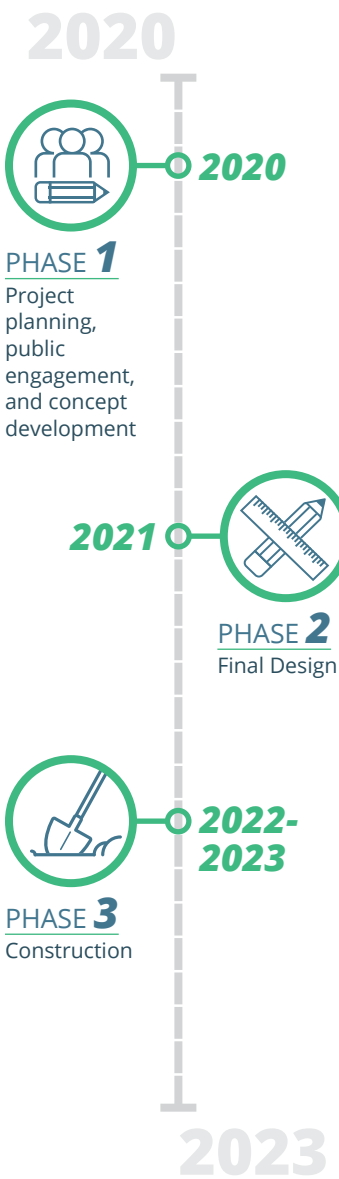 2020
2020
PHASE 1
Project
planning,
public
engagement,
and concept
development
2021
PHASE 2
Final Design
2022-
2023
PHASE 3
Construction
2023